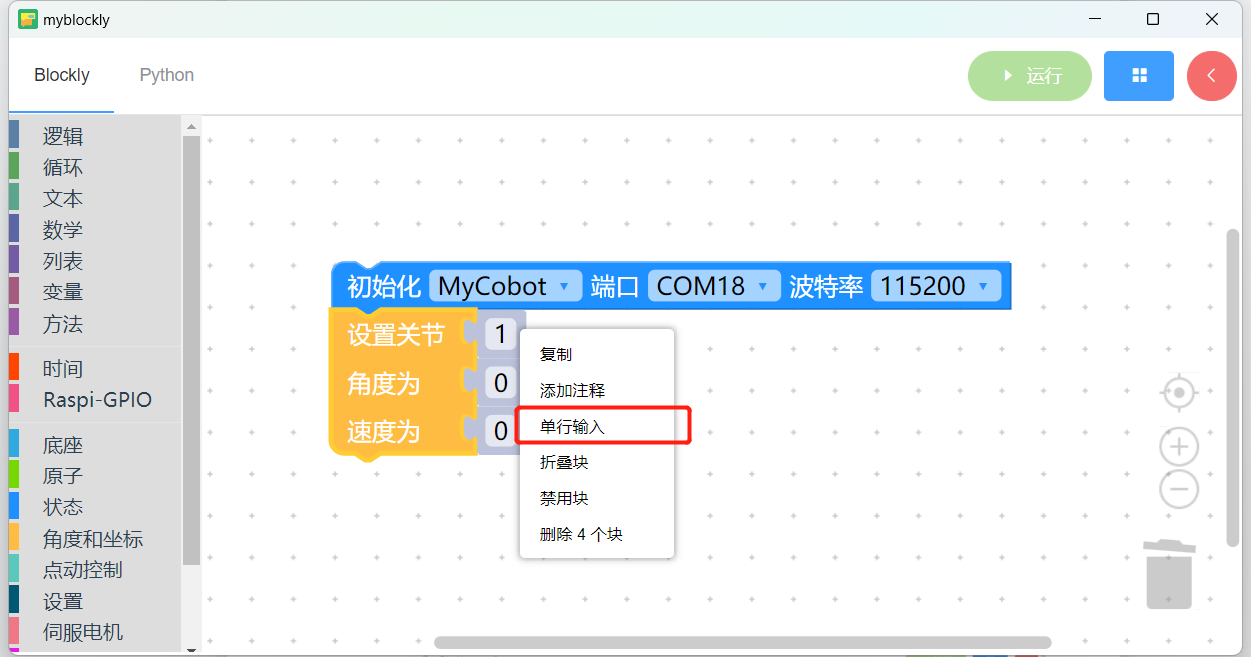 myblockly
Blockly Python 运行
逻辑
循环
文本
数学
列表
变量
方法
时间
Raspi-GPIO
底座
原子
状态
角度和坐标
点动控制
设置
伺服电机
初始化 MyCobot 端口 COM18 波特率 115200
设置关节 1
角度为 0
速度为 0
复制
添加注释
单行输入
折叠块
禁用块
删除 4 个块